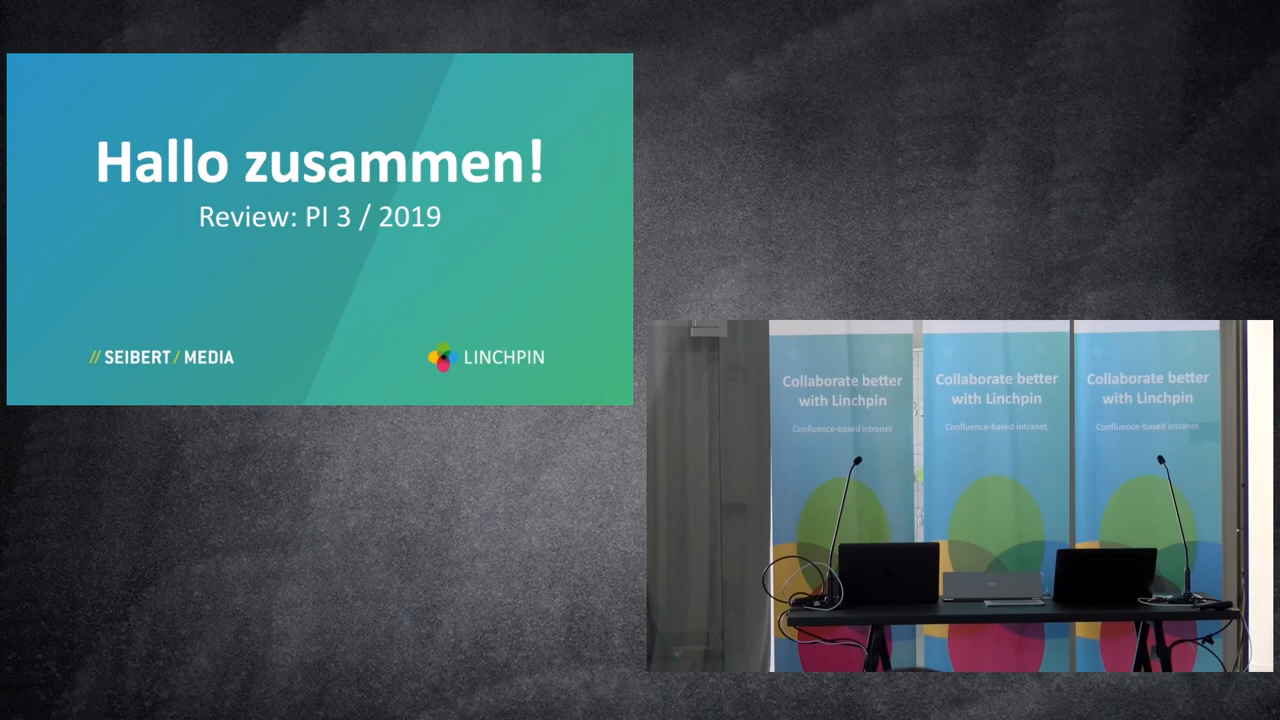 Hallo zusammen!
Review: PI 3 / 2019
// SEIBERT / MEDIA
LINCHPIN
Collaborate better
with Linchpin
Confluence-based intranet
Collaborate better
with Linchpin
Confluence-based intranet
Collaborate better
with Linchpin
Confluence-based intranet